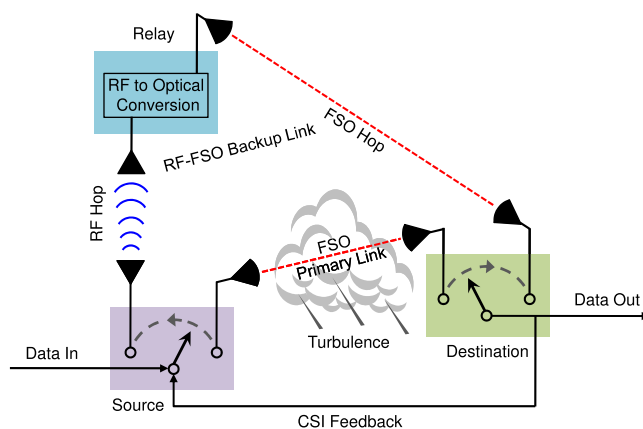 Relay
RF to Optical
Conversion
RF-FSO Backup Link
FSO Hop
RF Hop
FSO
Primary Link
Turbulence
Data In
Source
Data Out
Destination
CSI Feedback